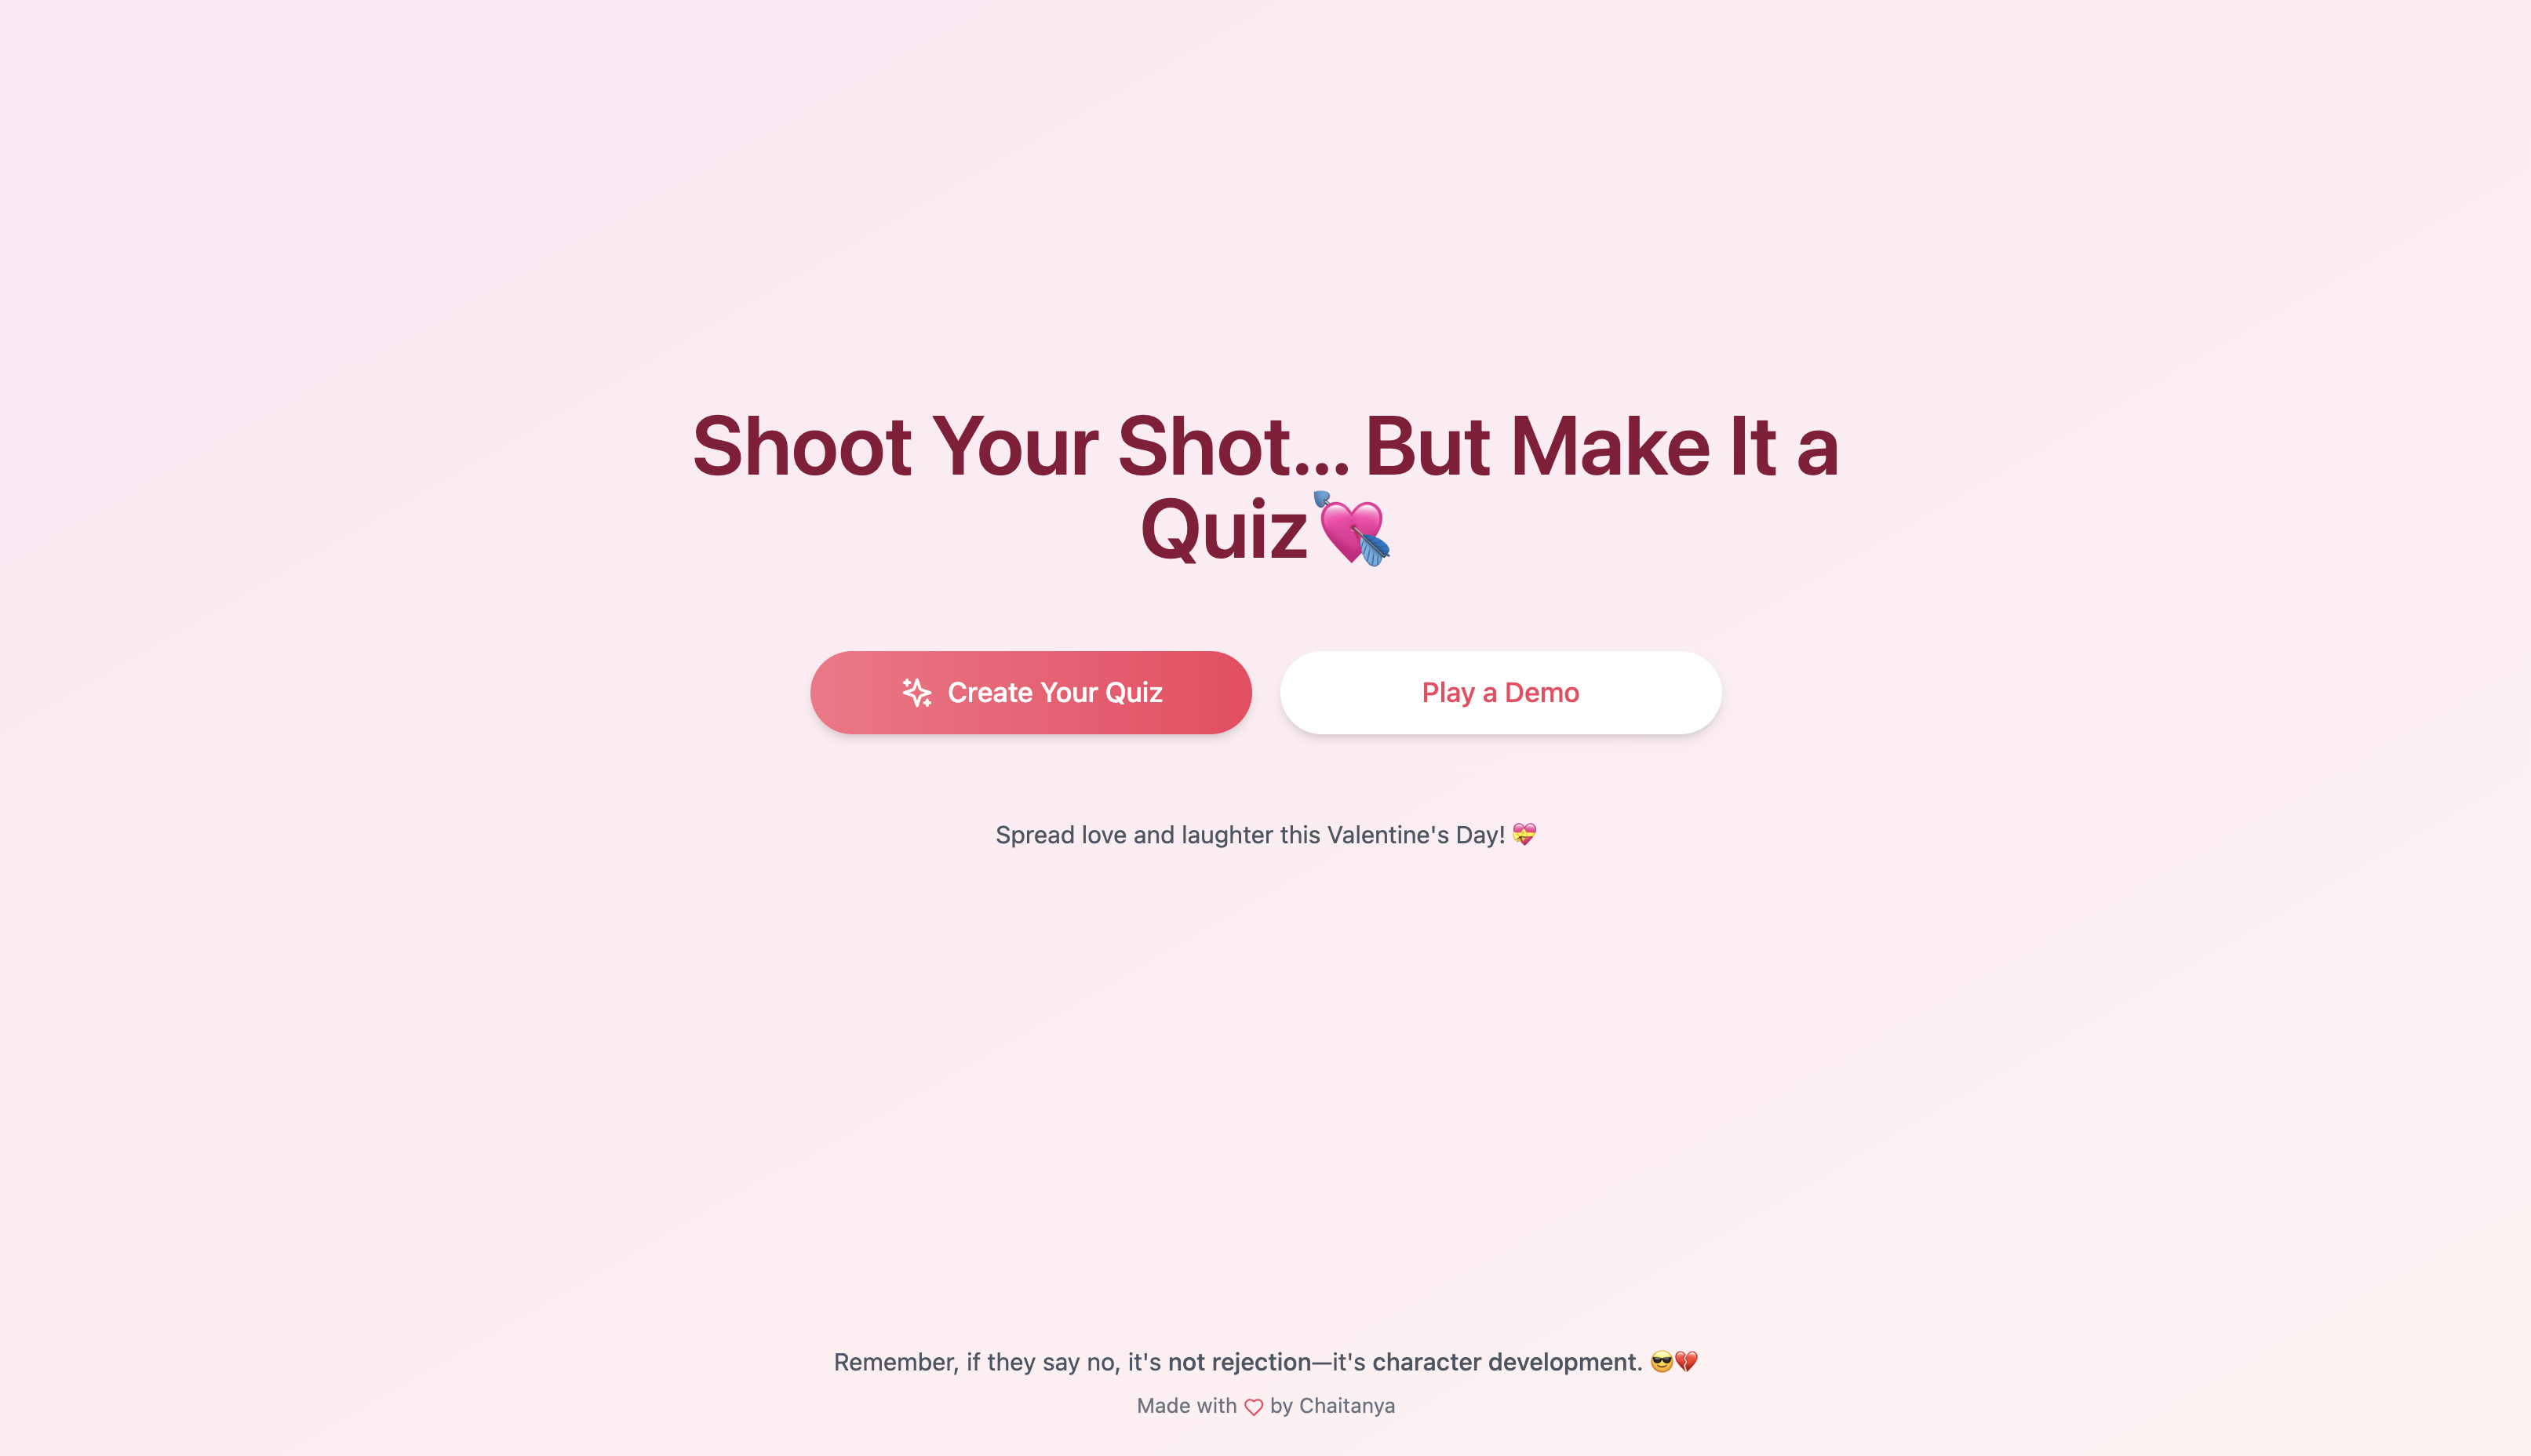 Shoot Your Shot... But Make It a
Quiz💘
Create Your Quiz
Play a Demo
Spread love and laughter this Valentine's Day! 💝
Remember, if they say no, it's not rejection—it's character development. 😎💔
Made with ♡ by Chaitanya